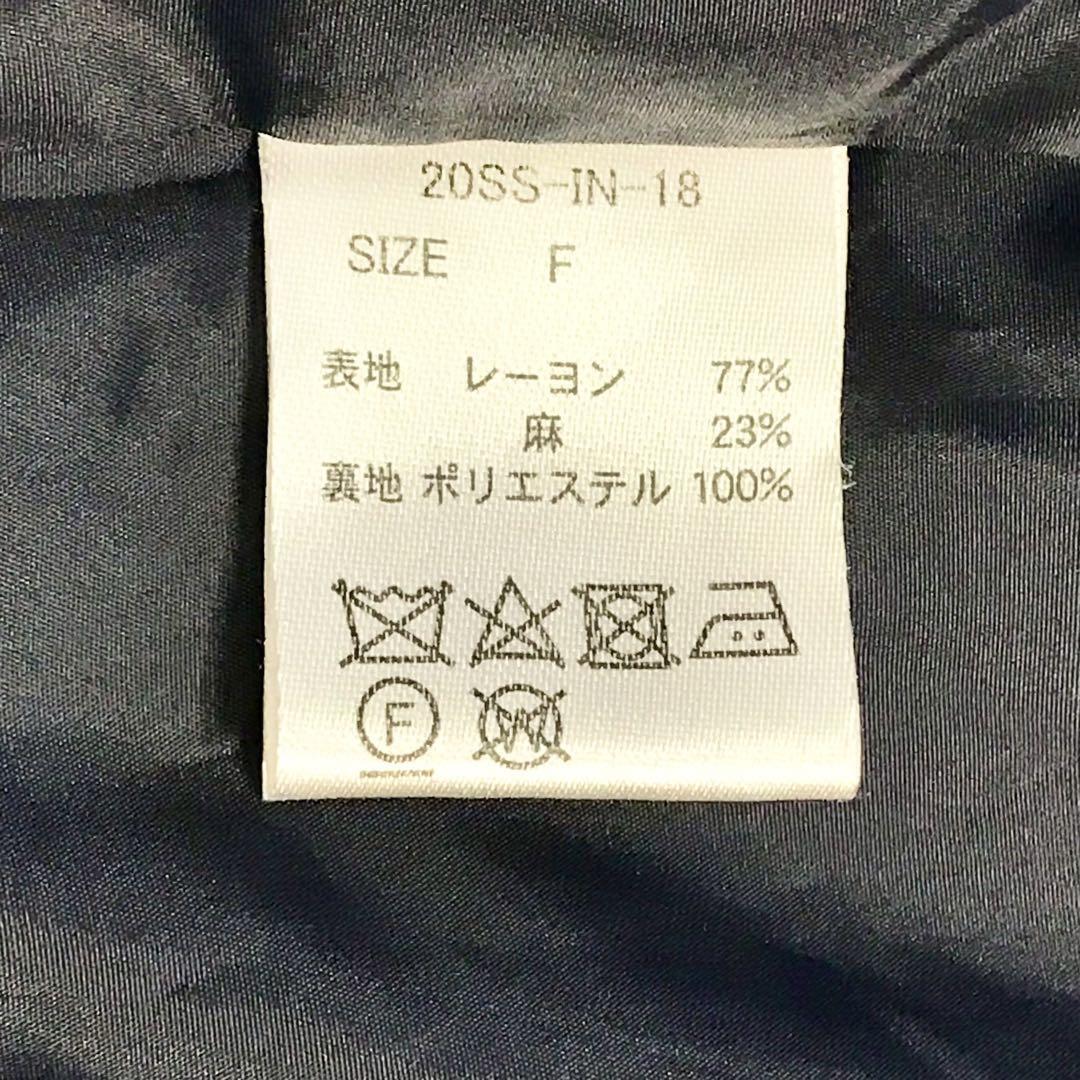 20SS-IN-18
SIZE F
表地 レーヨン 77%
麻 23%
裏地 ポリエステル 100%
F
W